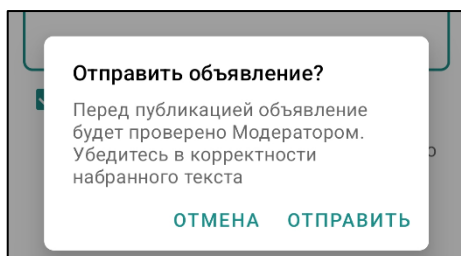 Отправить объявление?
Перед публикацией объявление
будет проверено Модератором.
Убедитесь в корректности
набранного текста
ОТМЕНА ОТПРАВИТЬ